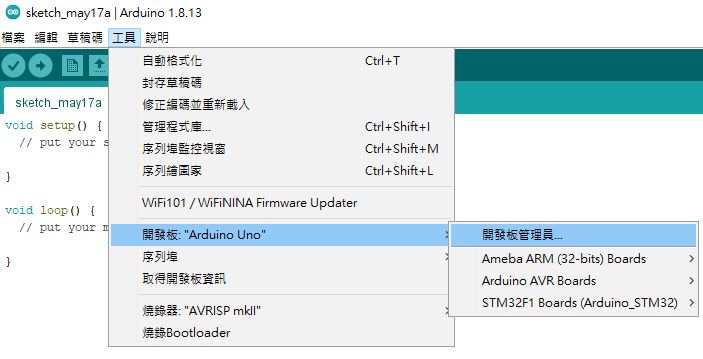 sketch_may17a | Arduino 1.8.13
檔案 編輯 草稿碼 工具 說明
sketch_may17a
void setup() {
// put your s
}
void loop() {
// put your m
}
自動格式化 Ctrl+T
封存草稿碼
修正編碼並重新載入
管理程式庫... Ctrl+Shift+I
序列埠監控視窗 Ctrl+Shift+M
序列繪圖家 Ctrl+Shift+L
WiFi101 / WiFiNINA Firmware Updater
開發板: "Arduino Uno"
序列埠
取得開發板資訊
燒錄器: "AVRISP mkII"
燒錄Bootloader
開發板管理員...
Ameba ARM (32-bits) Boards
Arduino AVR Boards
STM32F1 Boards (Arduino_STM32)